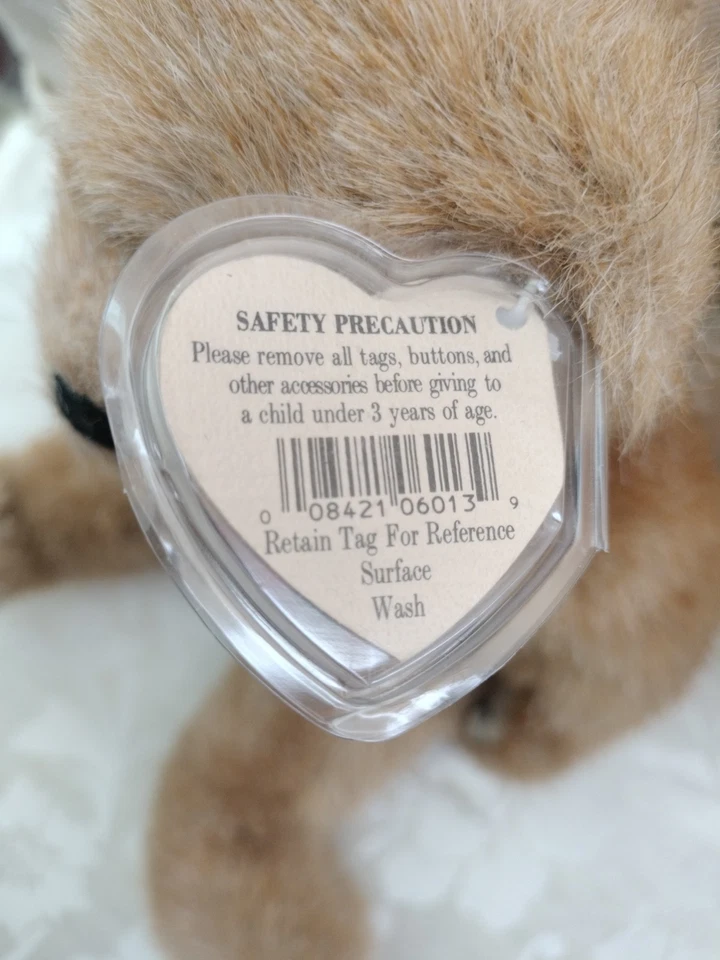 SAFETY PRECAUTION
Please remove all tags, buttons, and
other accessories before giving to
a child under 3 years of age.
0 08421 06013 9
Retain Tag For Reference
Surface
Wash